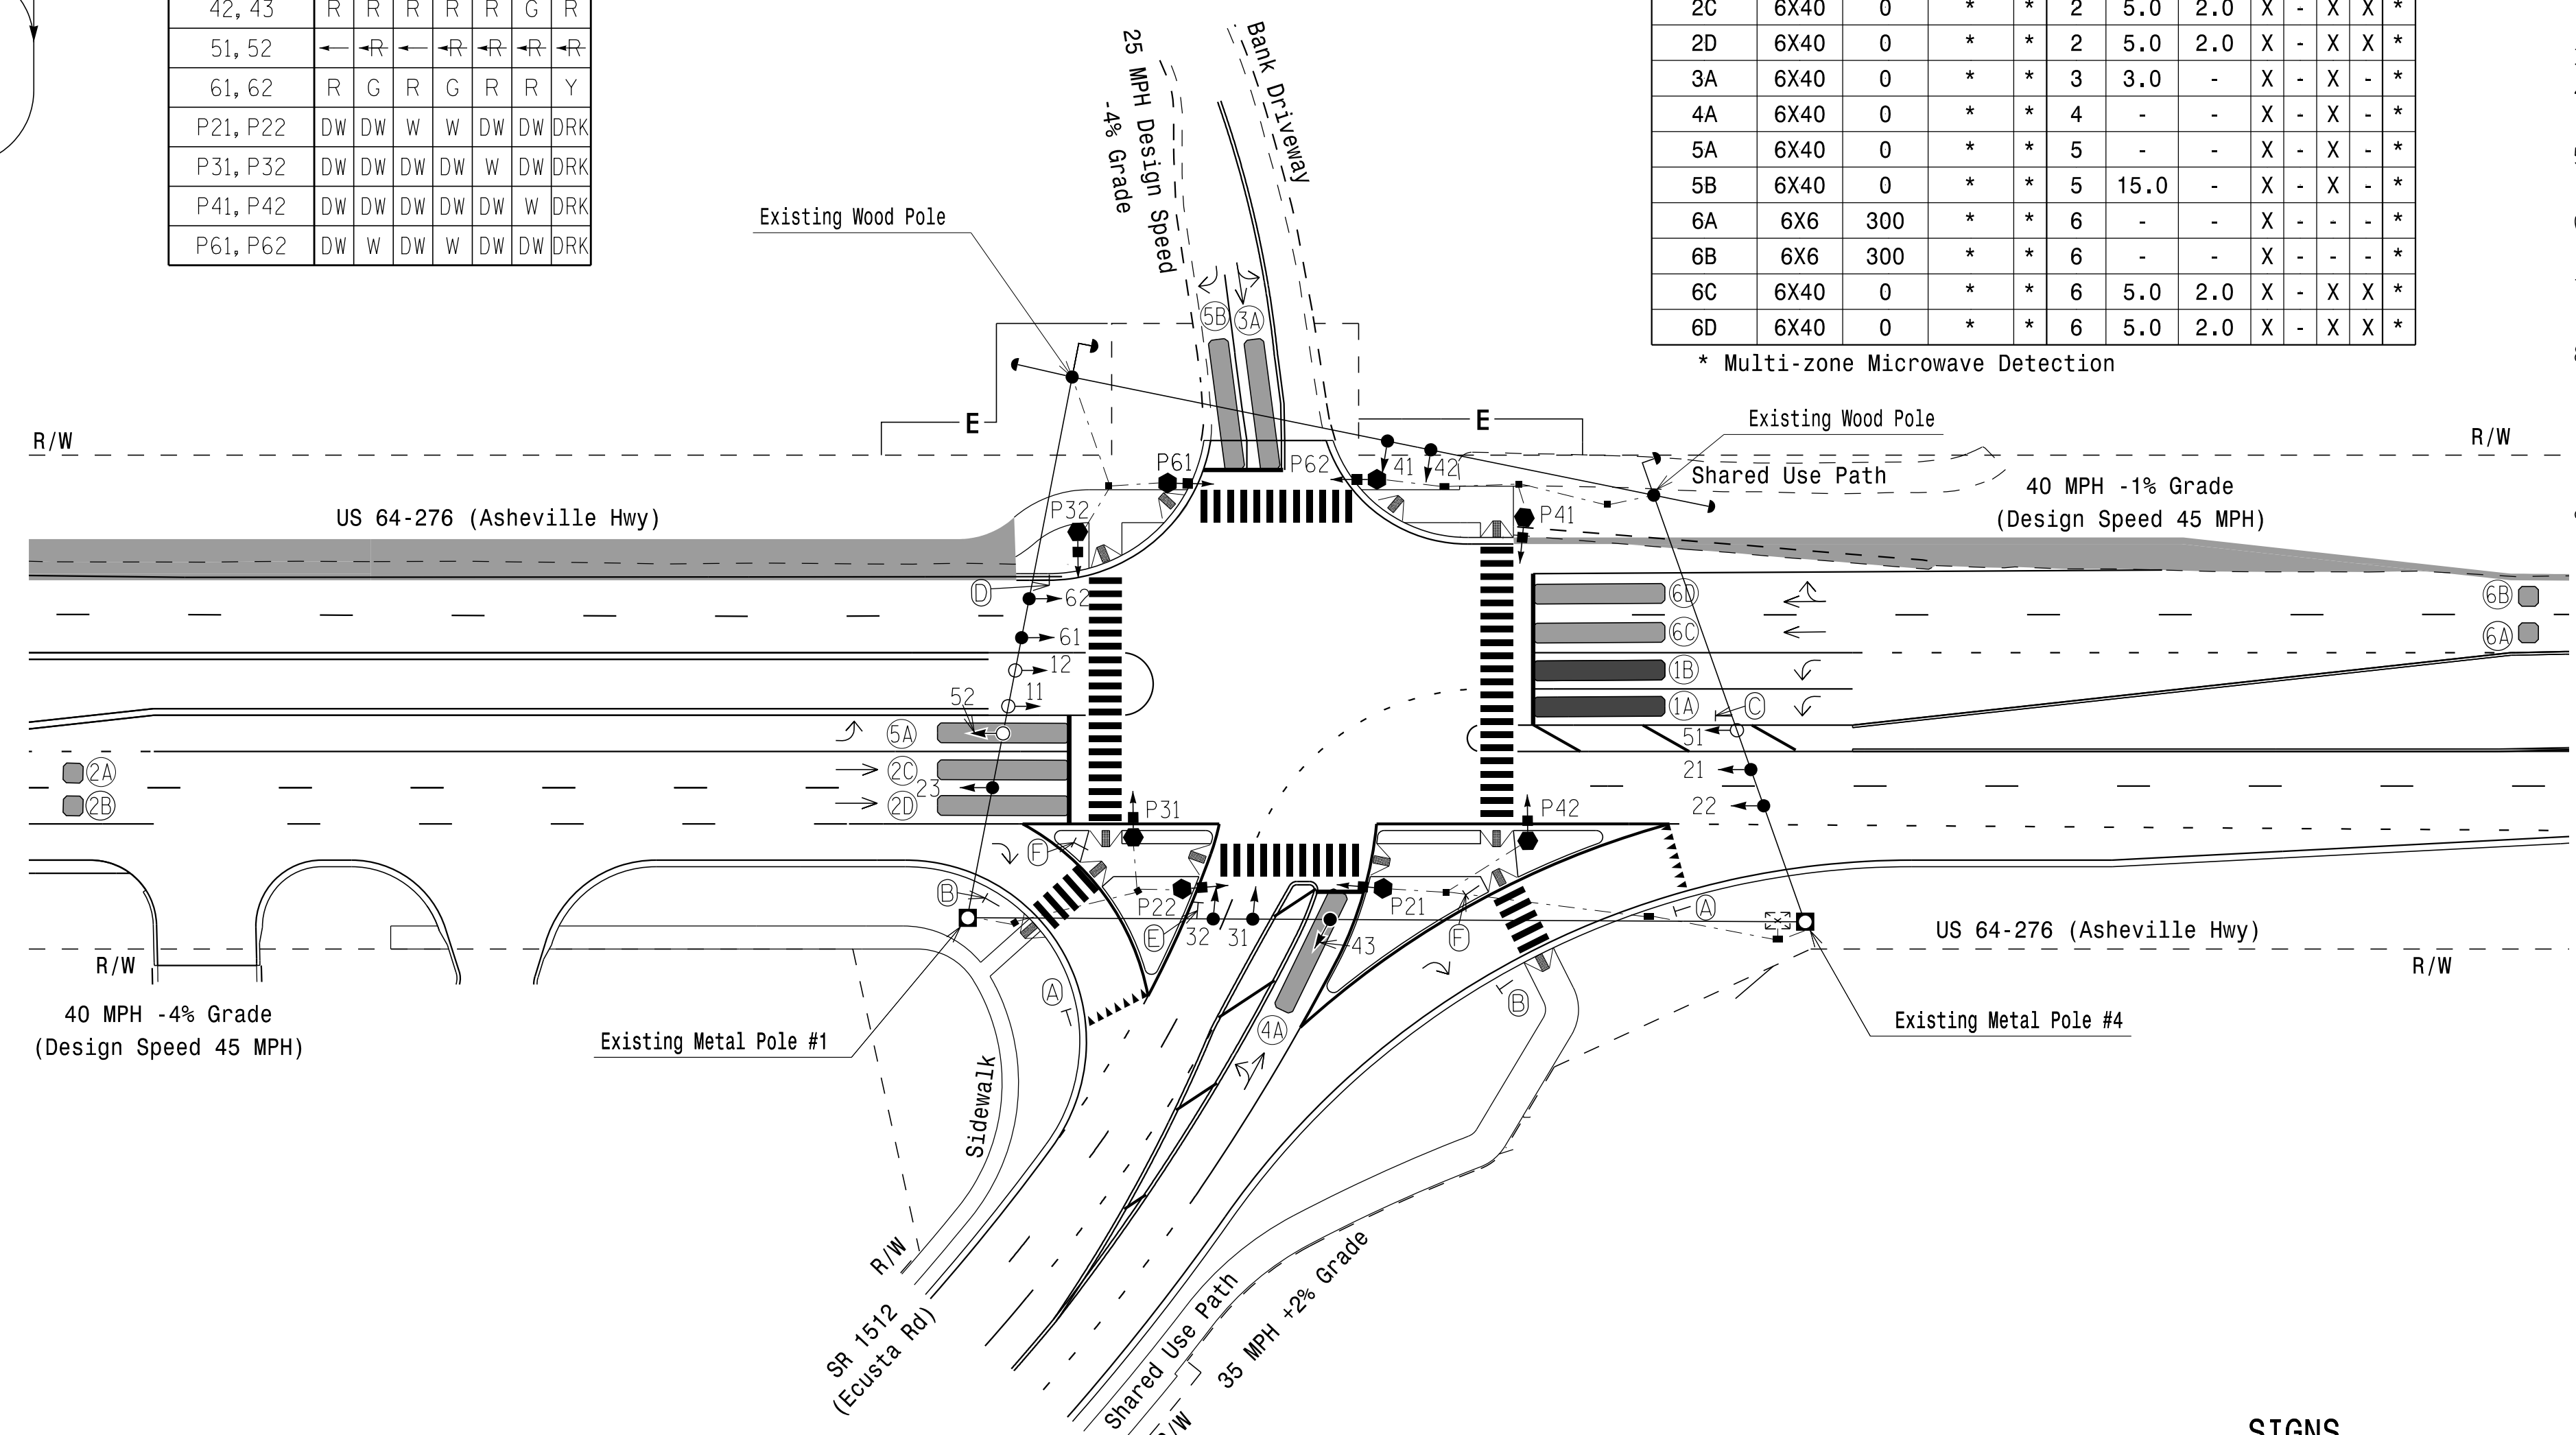 42, 43 R R R R R G R
51, 52 ← ←R ← ←R ←R ←R ←R
61, 62 R G R G R R Y
P21, P22 DW DW W W DW DW DRK
P31, P32 DW DW DW DW W DW DRK
P41, P42 DW DW DW DW DW W DRK
P61, P62 DW W DW W DW DW DRK
2C 6X40 0 * * 2 5.0 2.0 X - X X *
2D 6X40 0 * * 2 5.0 2.0 X - X X *
3A 6X40 0 * * 3 3.0 - X - X - *
4A 6X40 0 * * 4 - - X - X - *
5A 6X40 0 * * 5 - - X - X - *
5B 6X40 0 * * 5 15.0 - X - X - *
6A 6X6 300 * * 6 - - X - - - *
6B 6X6 300 * * 6 - - X - - - *
6C 6X40 0 * * 6 5.0 2.0 X - X X *
6D 6X40 0 * * 6 5.0 2.0 X - X X *
* Multi-zone Microwave Detection
25 MPH Design Speed
-4% Grade
Bank Driveway
Existing Wood Pole
5B
3A
E
E
Existing Wood Pole
R/W
R/W
P61
P62
41
42
Shared Use Path
40 MPH -1% Grade
(Design Speed 45 MPH)
US 64-276 (Asheville Hwy)
P32
P41
D
62
6D
6B
61
6C
6A
12
1B
52
11
1A
C
5A
51
2A
2C
21
23
2B
2D
22
P31
P42
F
B
P22
P21
A
E
32
31
43
F
US 64-276 (Asheville Hwy)
R/W
R/W
A
B
40 MPH -4% Grade
(Design Speed 45 MPH)
4A
Existing Metal Pole #1
Existing Metal Pole #4
Sidewalk
R/W
SR 1512
(Ecusta Rd)
Shared Use Path
35 MPH +2% Grade
R/W
SIGNS